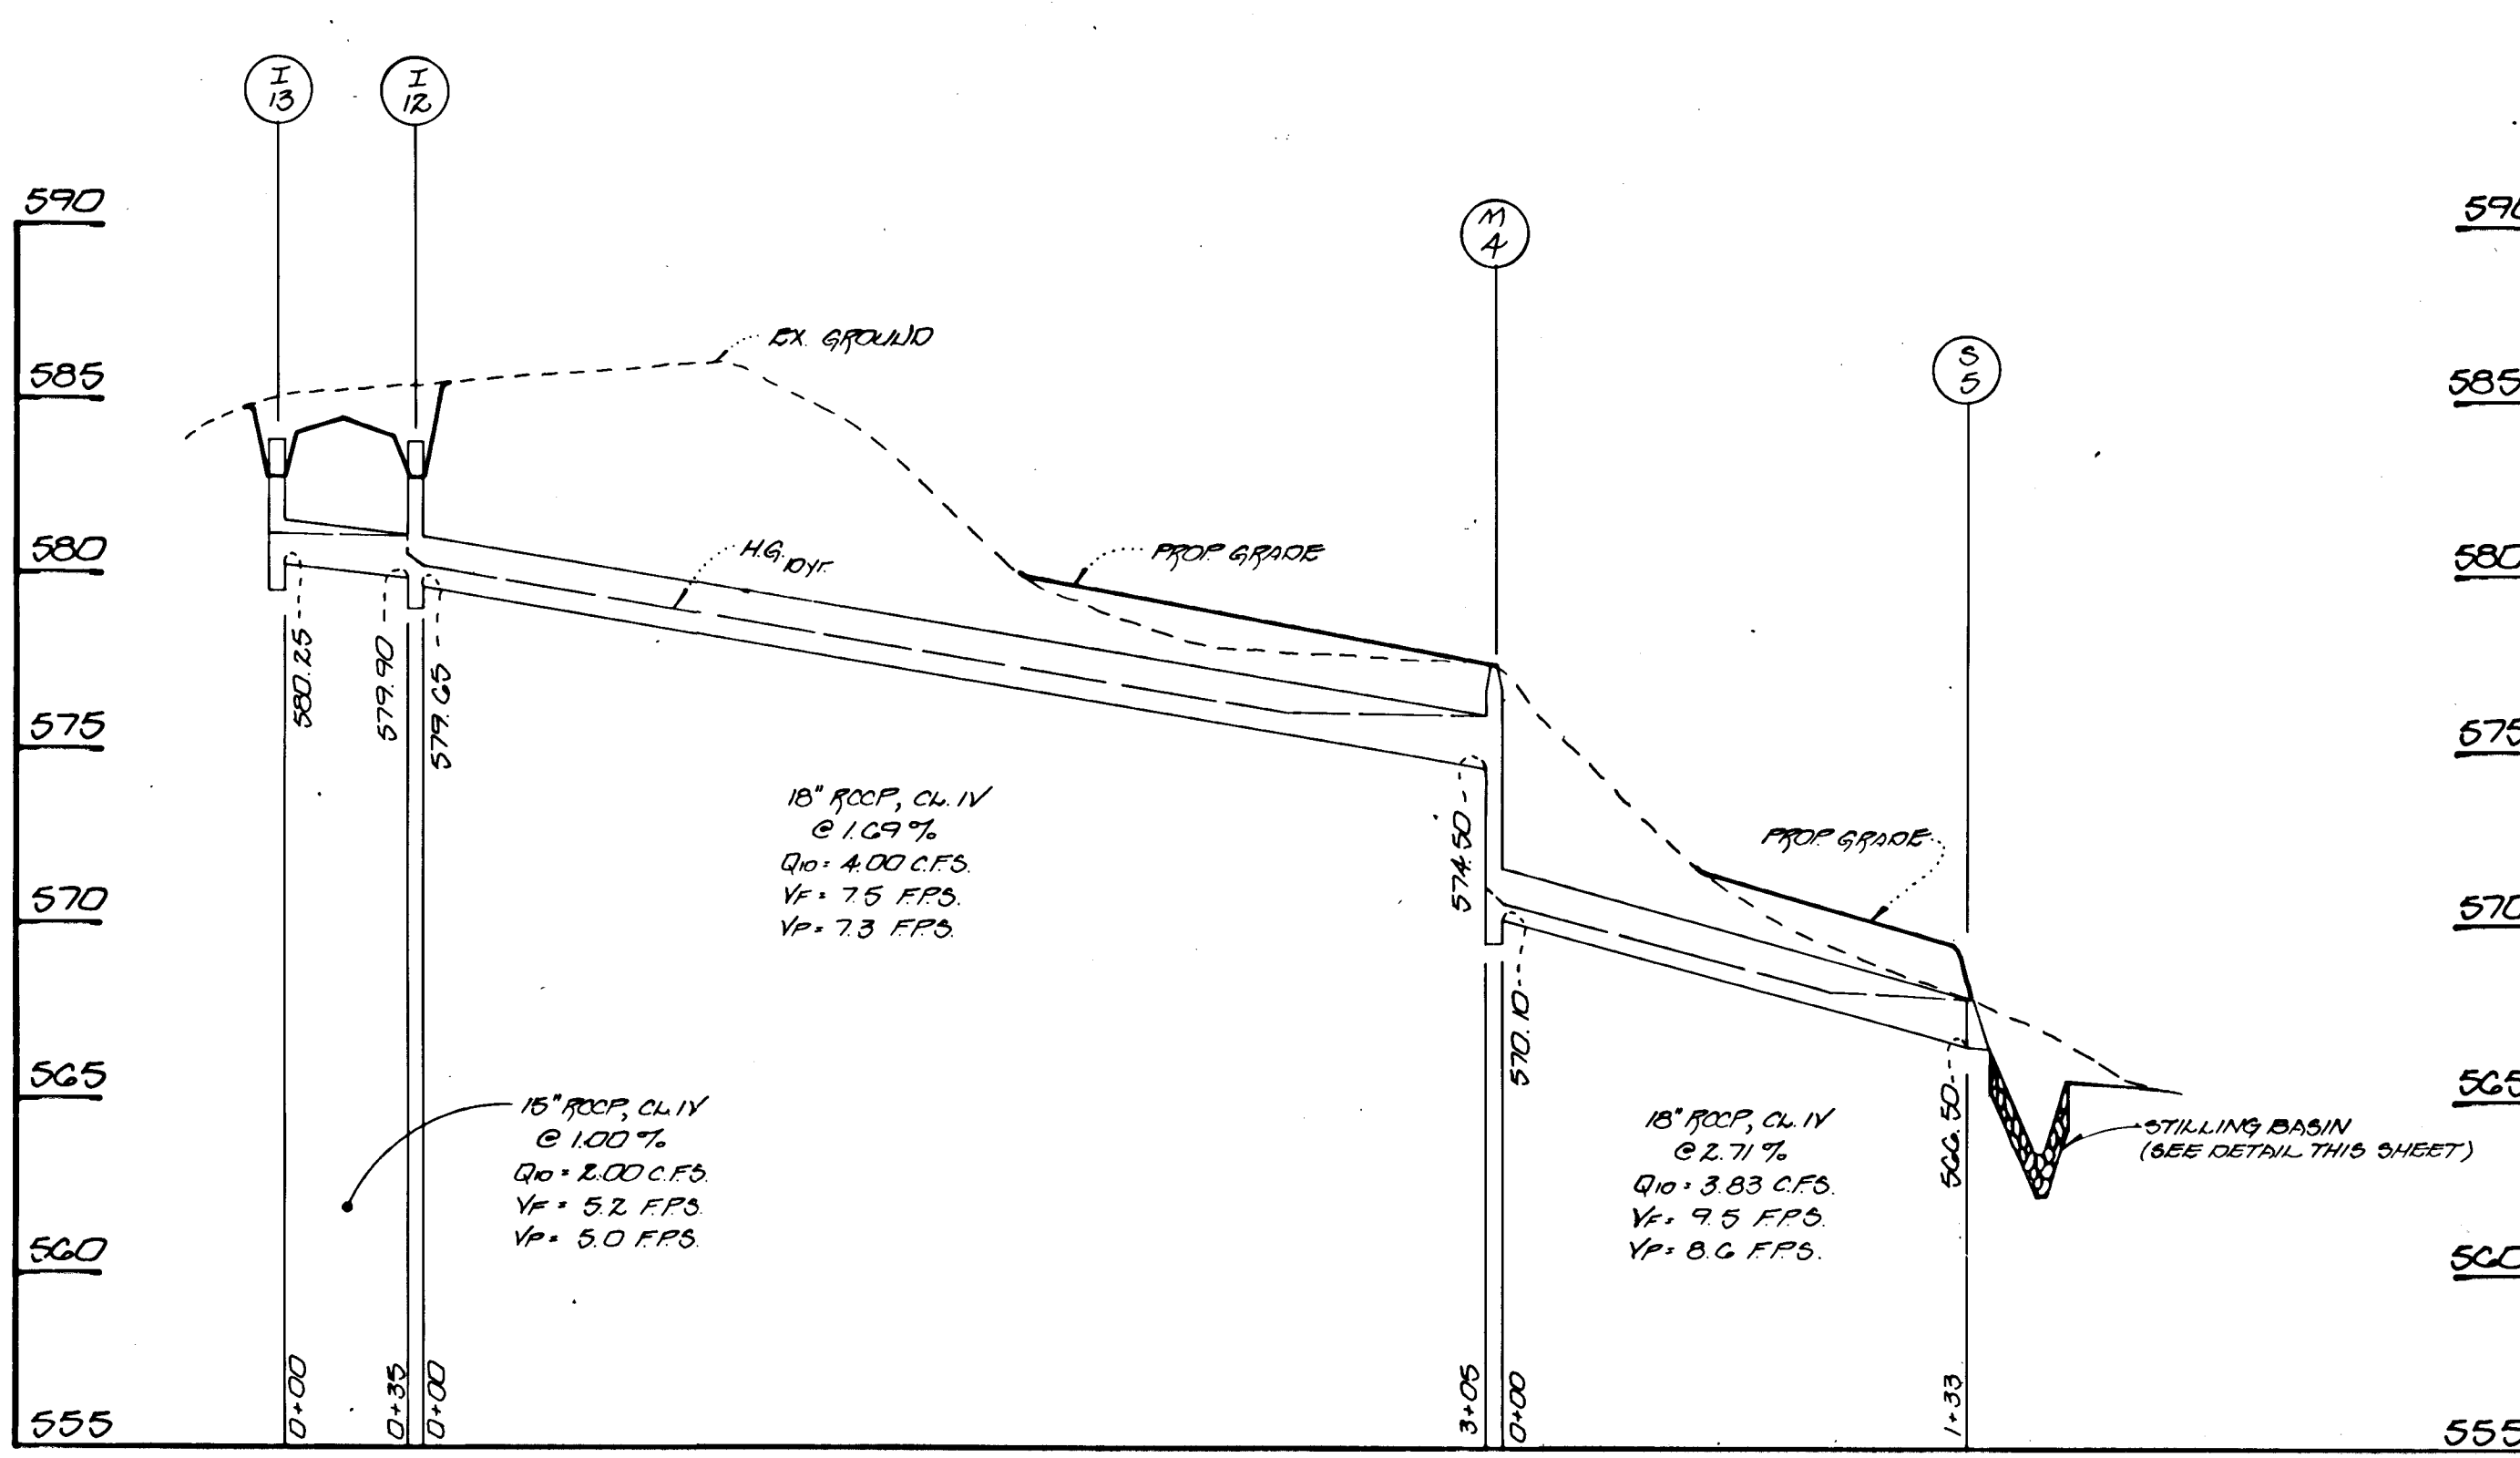 I
13
I
12
M
4
S
5
590
585
580
575
570
565
560
555
590
585
580
575
570
565
560
555
EX. GROUND
H.G. 10yr.
PROP. GRADE
PROP. GRADE
580.25
579.90
579.65
574.50
570.10
566.50
18" RCCP, CL. IV
@ 1.69 %
Q10 = 4.00 C.F.S.
VF = 7.5 F.P.S.
VP = 7.3 F.P.S.
15" RCCP, CL. IV
@ 1.00 %
Q10 = 2.00 C.F.S.
VF = 5.2 F.P.S.
VP = 5.0 F.P.S.
18" RCCP, CL. IV
@ 2.71 %
Q10 = 3.83 C.F.S.
VF = 9.5 F.P.S.
VP = 8.6 F.P.S.
STILLING BASIN
(SEE DETAIL THIS SHEET)
0+00
0+35
0+00
3+05
0+00
1+33